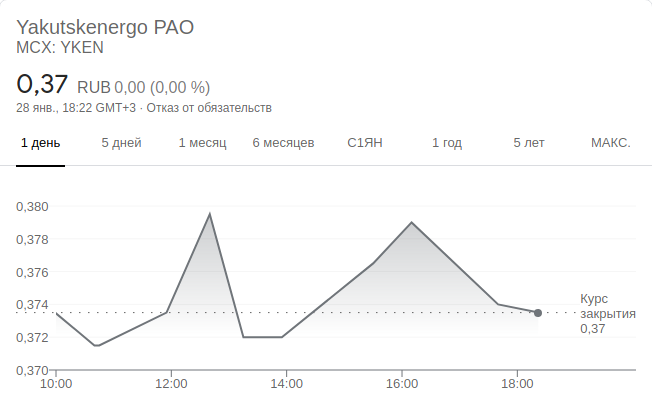 Yakutskenergo PAO
MCX: YKEN
0,37 RUB 0,00 (0,00 %)
28 янв., 18:22 GMT+3 · Отказ от обязательств
1 день 5 дней 1 месяц 6 месяцев С1ЯН 1 год 5 лет МАКС.
0,380
0,378
0,376
0,374
0,372
0,370
Курс
закрытия
0,37
10:00 12:00 14:00 16:00 18:00